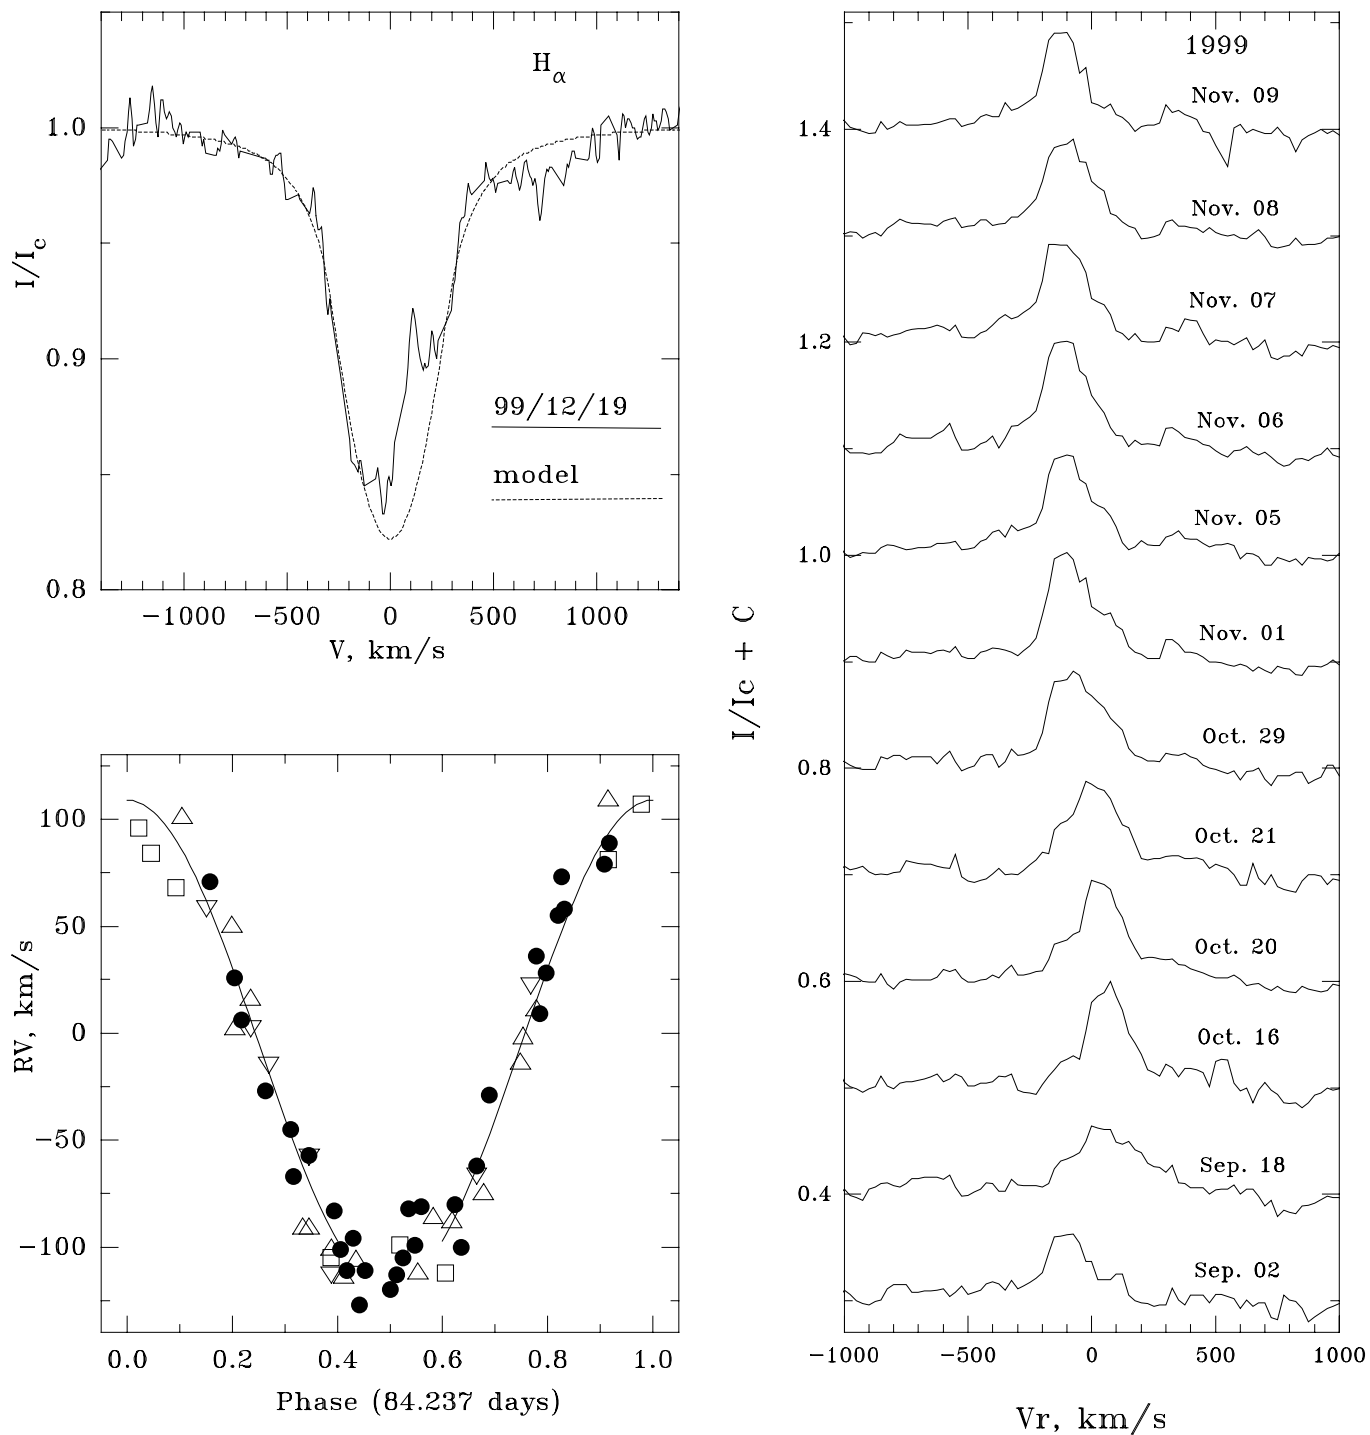 H α
I/Ic
1.0
0.9
0.8
99/12/19
model
−1000 −500 0 500 1000
V, km/s
RV, km/s
100
50
0
−50
−100
0.0 0.2 0.4 0.6 0.8 1.0
Phase (84.237 days)
I/Ic + C
1999
Nov. 09
1.4
Nov. 08
Nov. 07
1.2
Nov. 06
Nov. 05
1.0
Nov. 01
Oct. 29
0.8
Oct. 21
Oct. 20
0.6
Oct. 16
Sep. 18
0.4
Sep. 02
−1000 −500 0 500 1000
Vr, km/s